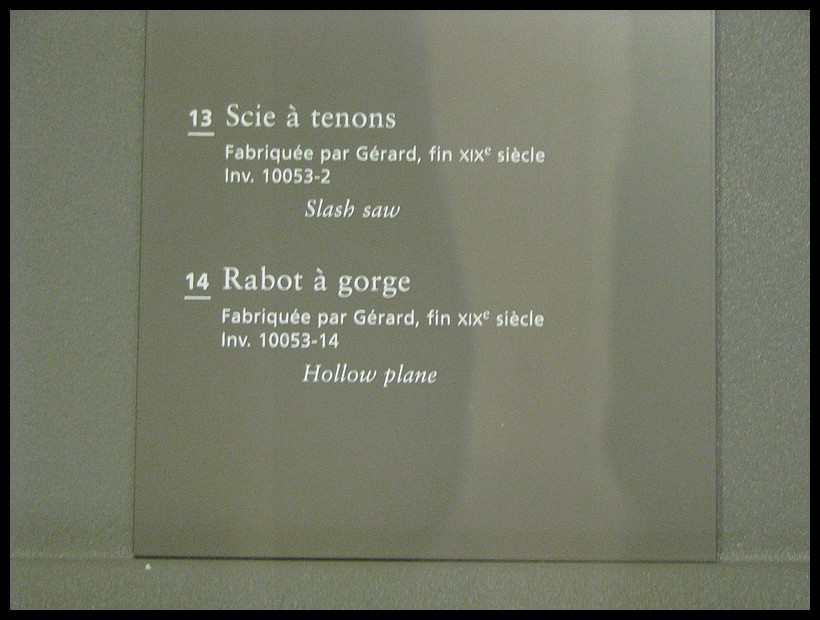 13 Scie à tenons
Fabriquée par Gérard, fin XIXe siècle
Inv. 10053-2
Slash saw
14 Rabot à gorge
Fabriquée par Gérard, fin XIXe siècle
Inv. 10053-14
Hollow plane